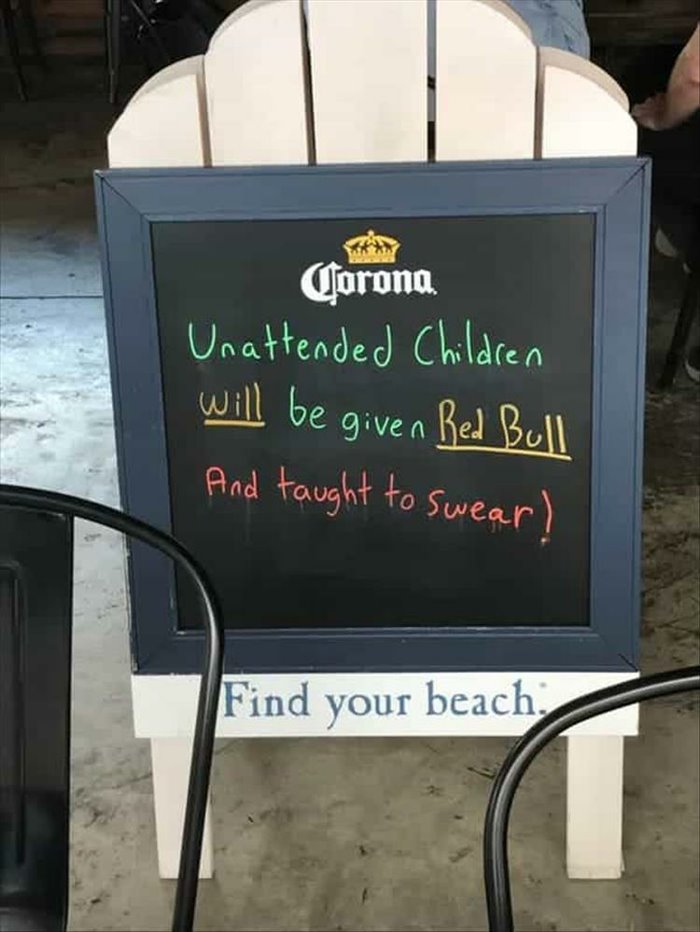 Corona
Unattended Children
will be given Red Bull
And taught to swear!
Find your beach.